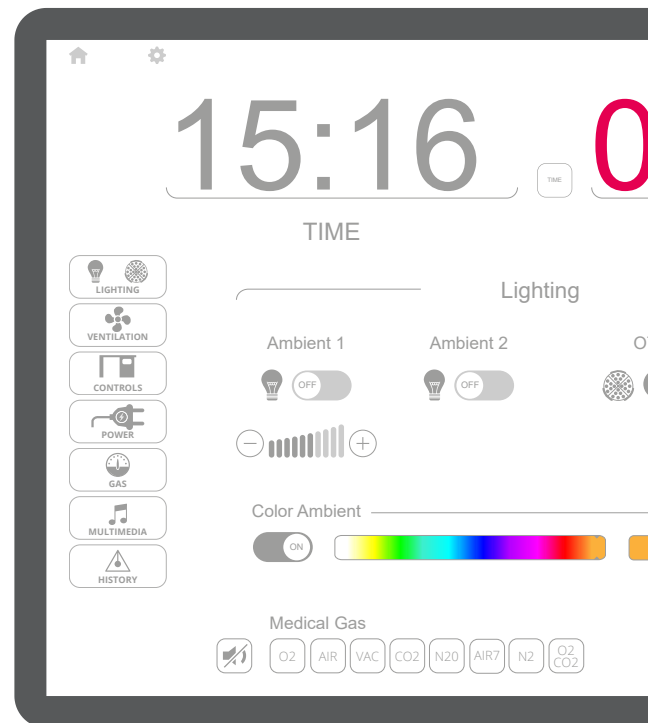 15:16
TIME
0
TIME
LIGHTING
Lighting
VENTILATION
Ambient 1
Ambient 2
CONTROLS
OFF
OFF
POWER
GAS
Color Ambient
MULTIMEDIA
ON
HISTORY
Medical Gas
O2
AIR
VAC
CO2
N20
AIR7
N2
O2
CO2